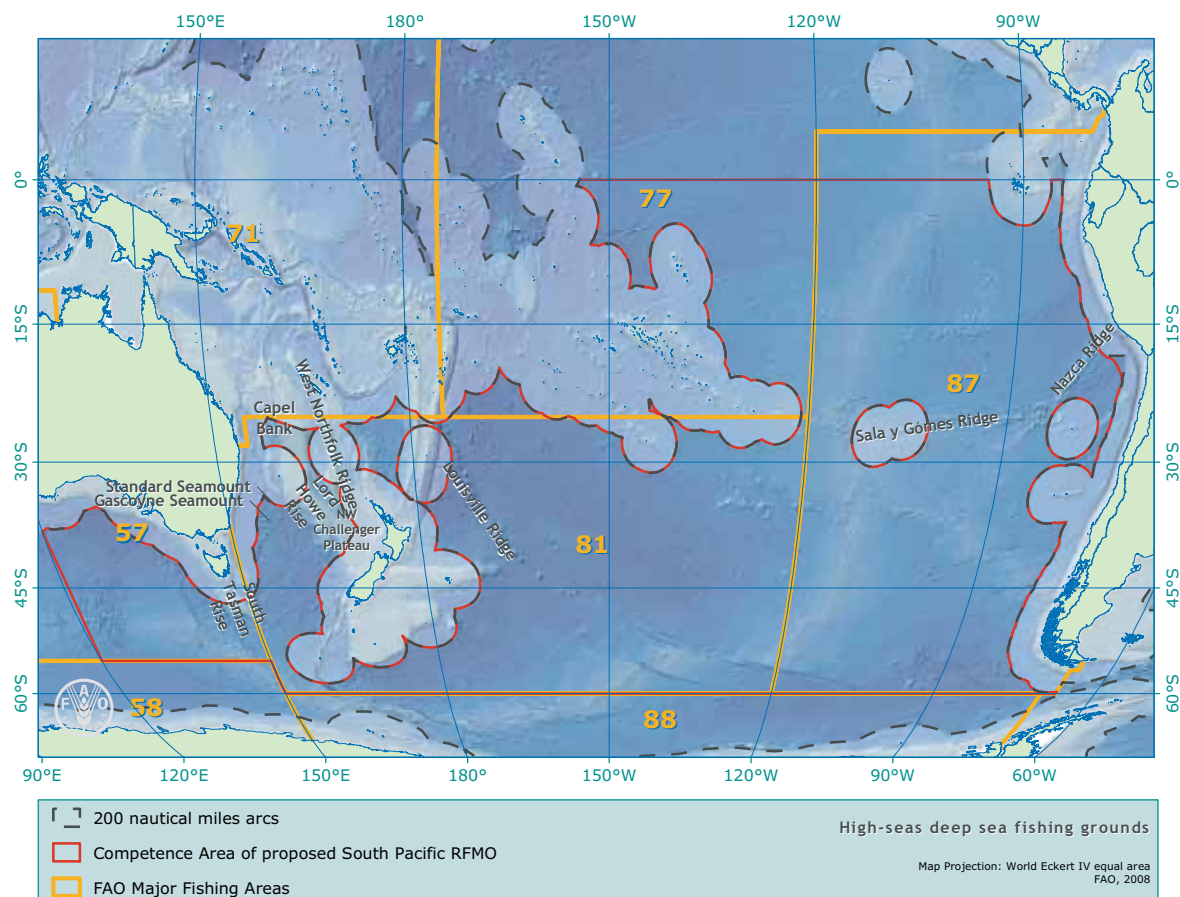 150°E 180° 150°W 120°W 90°W
0° 0°
77
71
15°S 15°S
Nazca Ridge
87
West Northfolk Ridge
Capel
Bank
Sala y Gómes Ridge
30°S 30°S
Louisville Ridge
Standard Seamount
Gascoyne Seamount
Lord
Howe
Rise
NW
Challenger
Plateau
57
81
45°S 45°S
South
Tasman
Rise
60°S 60°S
F A O
58
88
90°E 120°E 150°E 180° 150°W 120°W 90°W 60°W
200 nautical miles arcs
High-seas deep sea fishing grounds
Competence Area of proposed South Pacific RFMO
Map Projection: World Eckert IV equal area
FAO, 2008
FAO Major Fishing Areas